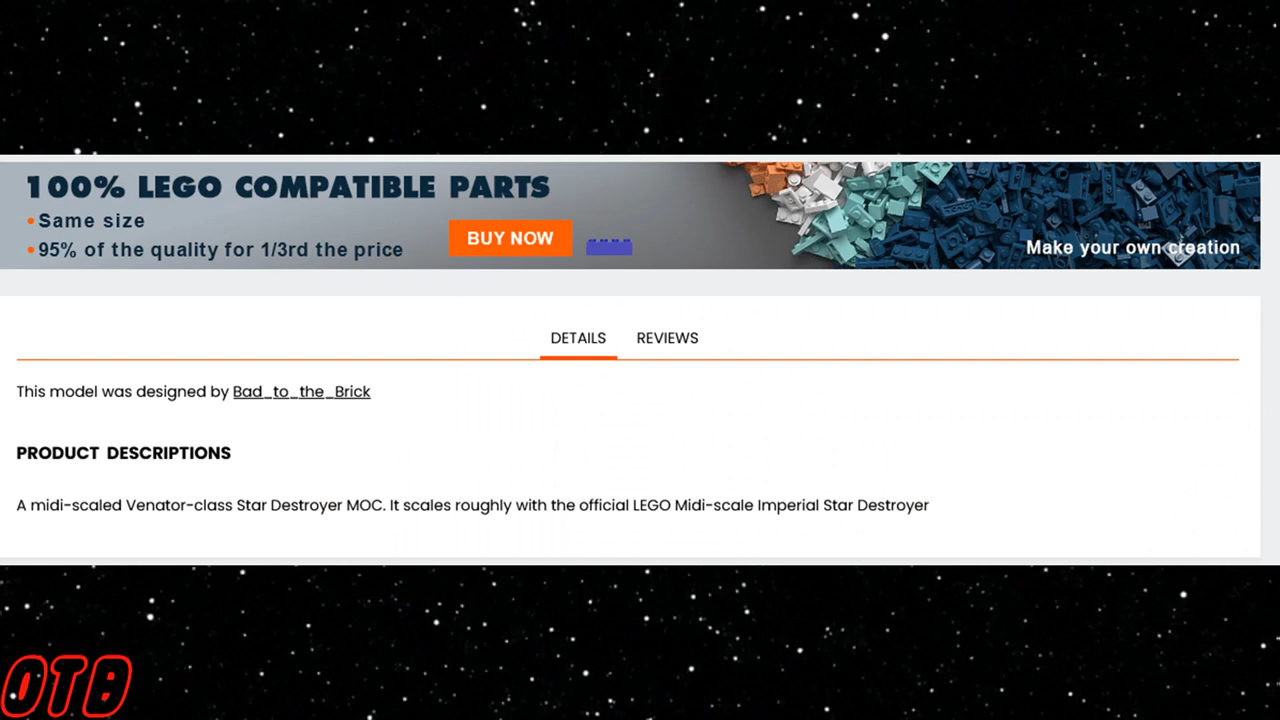 100% LEGO COMPATIBLE PARTS
• Same size
• 95% of the quality for 1/3rd the price
BUY NOW
Make your own creation
DETAILS REVIEWS
This model was designed by Bad_to_the_Brick
PRODUCT DESCRIPTIONS
A midi-scaled Venator-class Star Destroyer MOC. It scales roughly with the official LEGO Midi-scale Imperial Star Destroyer
OTB